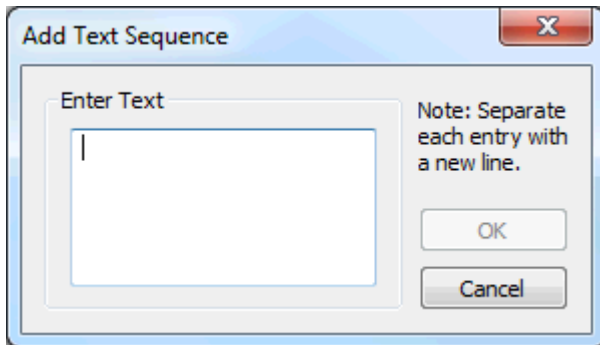 Add Text Sequence
Enter Text
Note: Separate
each entry with
a new line.
OK
Cancel